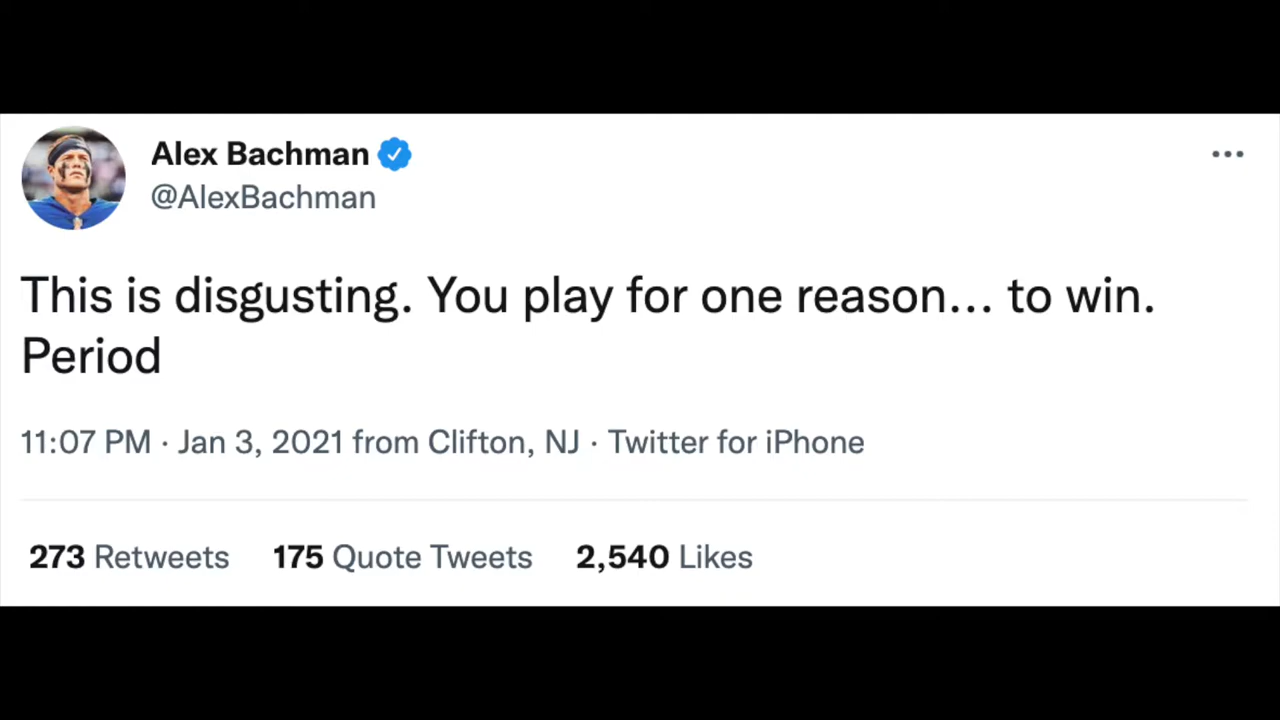 Alex Bachman
@AlexBachman
This is disgusting. You play for one reason... to win.
Period
11:07 PM · Jan 3, 2021 from Clifton, NJ · Twitter for iPhone
273 Retweets 175 Quote Tweets 2,540 Likes